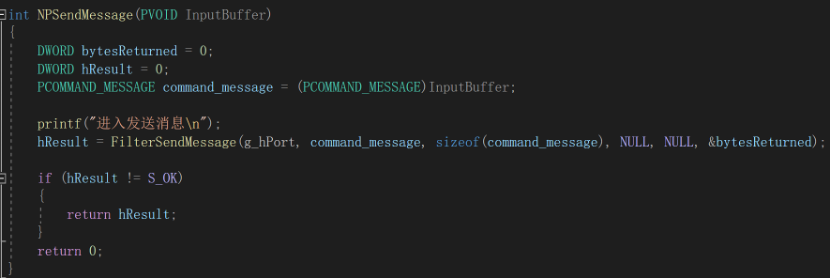 int NPSendMessage(PVOID InputBuffer)
{
DWORD bytesReturned = 0;
DWORD hResult = 0;
PCOMMAND_MESSAGE command_message = (PCOMMAND_MESSAGE)InputBuffer;
printf("进入发送消息\n");
hResult = FilterSendMessage(g_hPort, command_message, sizeof(command_message), NULL, NULL, &bytesReturned);
if (hResult != S_OK)
{
return hResult;
}
return 0;
}